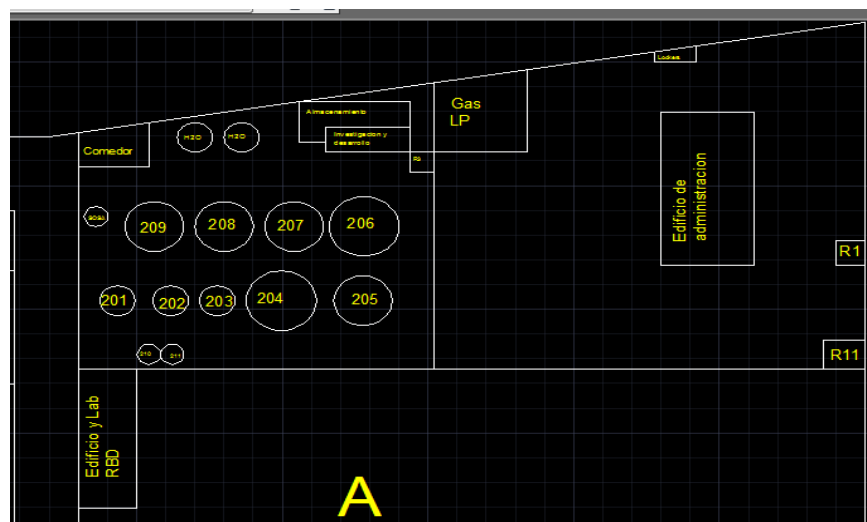 Lockers
Gas
LP
Almacenamiento
H2O
H2O
Investigacion y
desarrollo
Comedor
R9
Edificio de
administracion
209
208
207
206
R1
201
202
203
204
205
210
211
R11
Edificio y Lab
RBD
A